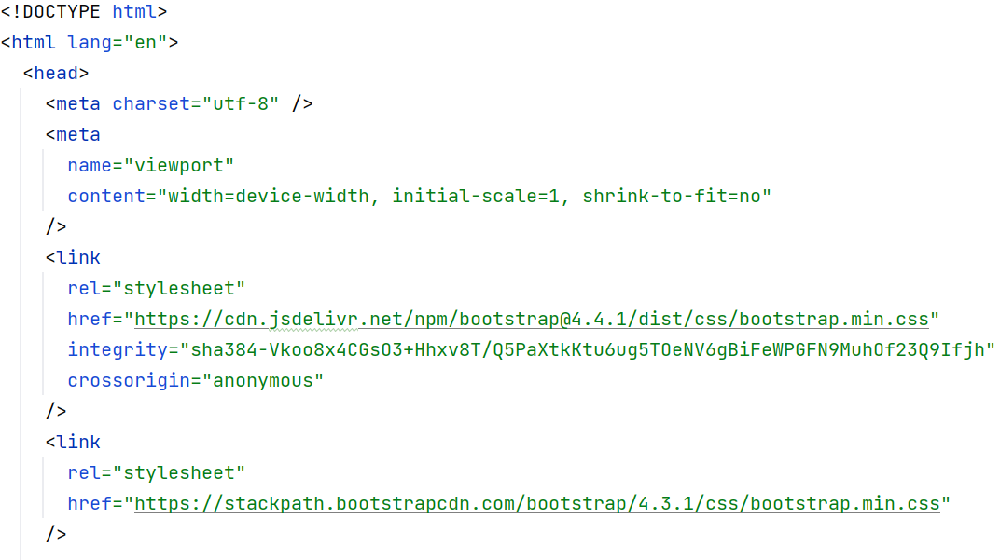 <!DOCTYPE html>
<html lang="en">
  <head>
    <meta charset="utf-8" />
    <meta
      name="viewport"
      content="width=device-width, initial-scale=1, shrink-to-fit=no"
    />
    <link
      rel="stylesheet"
      href="https://cdn.jsdelivr.net/npm/bootstrap@4.4.1/dist/css/bootstrap.min.css"
      integrity="sha384-Vkoo8x4CGsO3+Hhxv8T/Q5PaXtkKtu6ug5TOeNV6gBiFeWPGFN9MuhOf23Q9Ifjh"
      crossorigin="anonymous"
    />
    <link
      rel="stylesheet"
      href="https://stackpath.bootstrapcdn.com/bootstrap/4.3.1/css/bootstrap.min.css"
    />